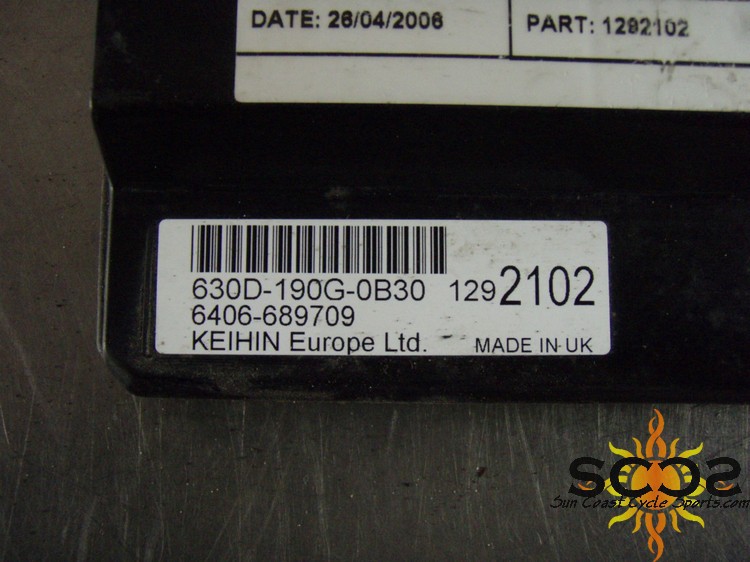 DATE: 26/04/2006
PART: 1292102
630D-190G-0B30 1292102
6406-689709
KEIHIN Europe Ltd. MADE IN UK
SCCS
Sun Coast Cycle Sports.com